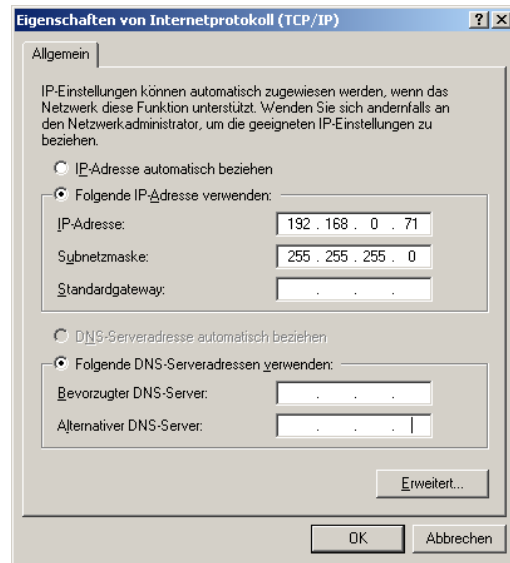 Eigenschaften von Internetprotokoll (TCP/IP)
Allgemein
IP-Einstellungen können automatisch zugewiesen werden, wenn das
Netzwerk diese Funktion unterstützt. Wenden Sie sich andernfalls an
den Netzwerkadministrator, um die geeigneten IP-Einstellungen zu
beziehen.
IP-Adresse automatisch beziehen
Folgende IP-Adresse verwenden:
IP-Adresse: 192 . 168 . 0 . 71
Subnetzmaske: 255 . 255 . 255 . 0
Standardgateway: . . .
DNS-Serveradresse automatisch beziehen
Folgende DNS-Serveradressen verwenden:
Bevorzugter DNS-Server: . . .
Alternativer DNS-Server: . . .
Erweitert...
OK Abbrechen